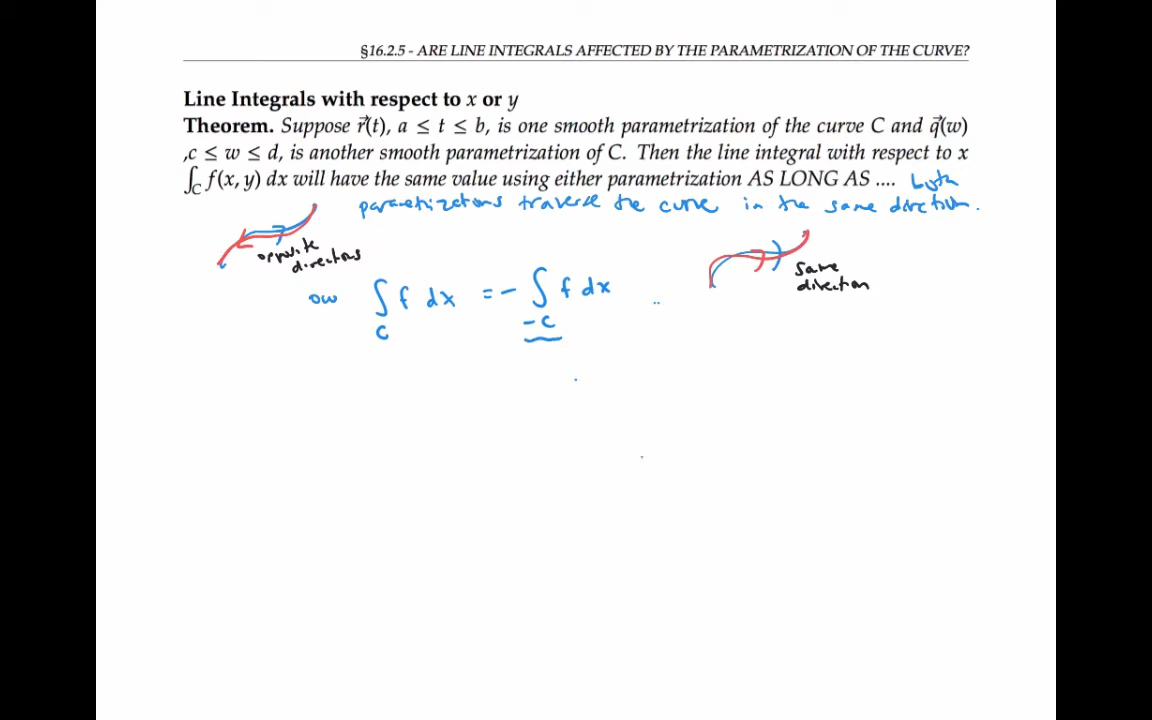 §16.2.5 - ARE LINE INTEGRALS AFFECTED BY THE PARAMETRIZATION OF THE CURVE?
Line Integrals with respect to x or y
Theorem. Suppose r⃗(t), a ≤ t ≤ b, is one smooth parametrization of the curve C and q⃗(w)
,c ≤ w ≤ d, is another smooth parametrization of C. Then the line integral with respect to x
∫_C f(x, y) dx will have the same value using either parametrization AS LONG AS .... both
parametrizations traverse the curve in the same direction.
opposite
directions
same
direction
ow ∫_C f dx = - ∫_{-C} f dx